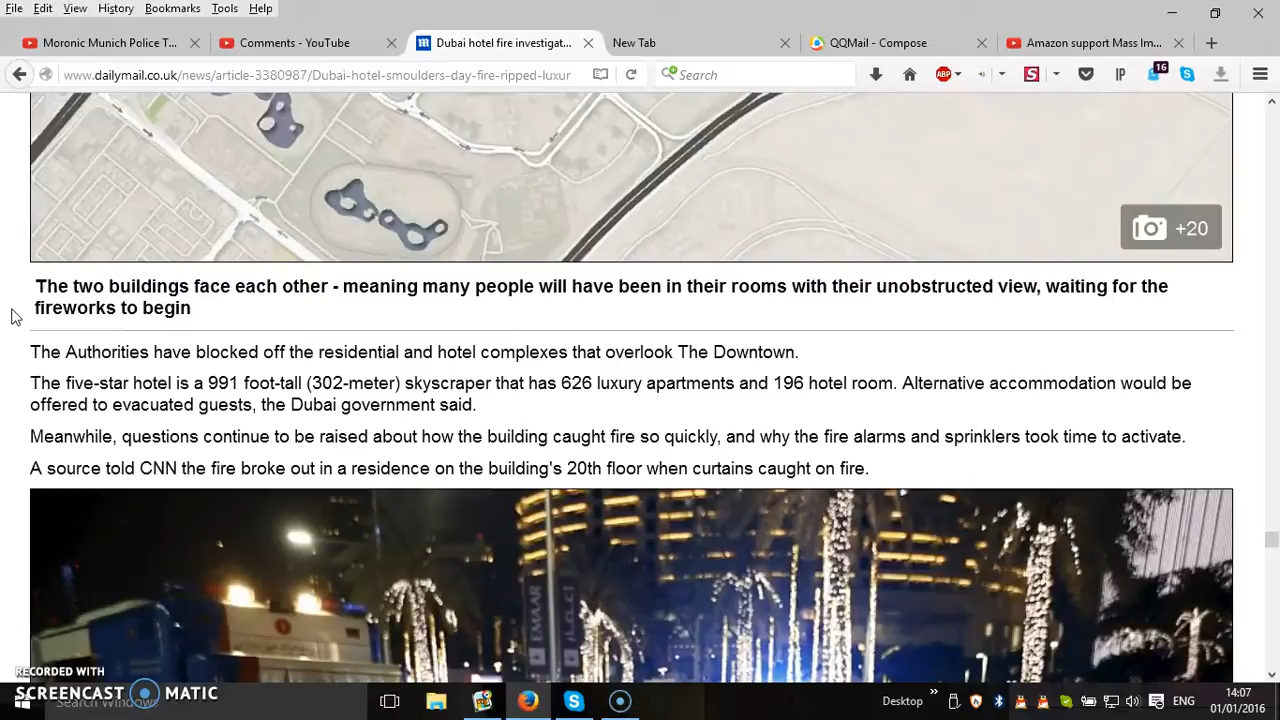 File Edit View History Bookmarks Tools Help
Moronic Munich Police T... Comments - YouTube Dubai hotel fire investigat... New Tab QQMail - Compose Amazon support Mass Im...
www.dailymail.co.uk/news/article-3380987/Dubai-hotel-smoulders-day-fire-ripped-luxur Search ABP S IP 16
+20
The two buildings face each other - meaning many people will have been in their rooms with their unobstructed view, waiting for the
fireworks to begin
The Authorities have blocked off the residential and hotel complexes that overlook The Downtown.
The five-star hotel is a 991 foot-tall (302-meter) skyscraper that has 626 luxury apartments and 196 hotel room. Alternative accommodation would be
offered to evacuated guests, the Dubai government said.
Meanwhile, questions continue to be raised about how the building caught fire so quickly, and why the fire alarms and sprinklers took time to activate.
A source told CNN the fire broke out in a residence on the building's 20th floor when curtains caught on fire.
EMAAR إعمار
RECORDED WITH
SCREENCAST MATIC
Search Windows
Desktop » ENG 14:07
01/01/2016